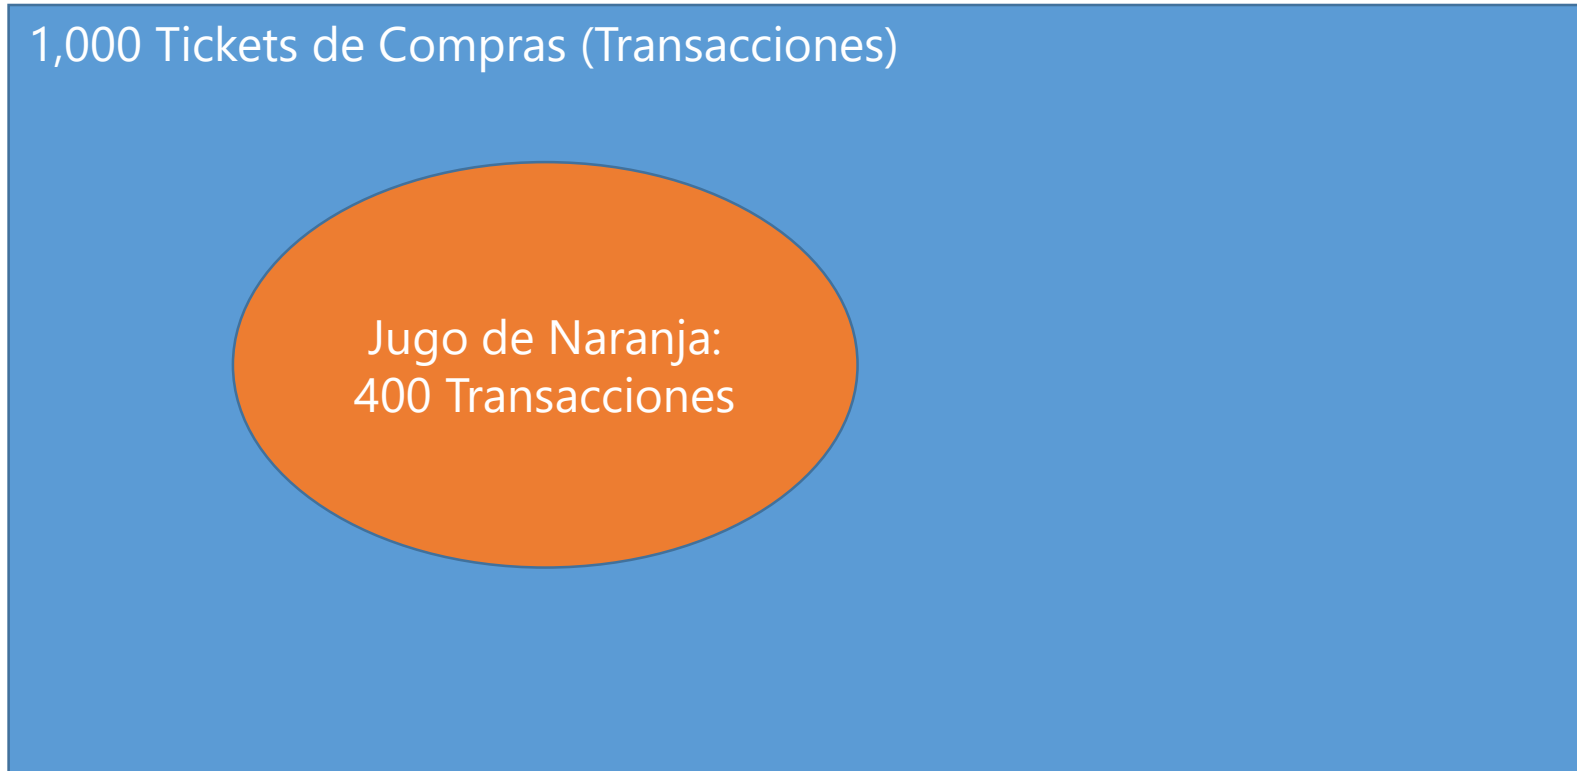 1,000 Tickets de Compras (Transacciones)
Jugo de Naranja:
400 Transacciones